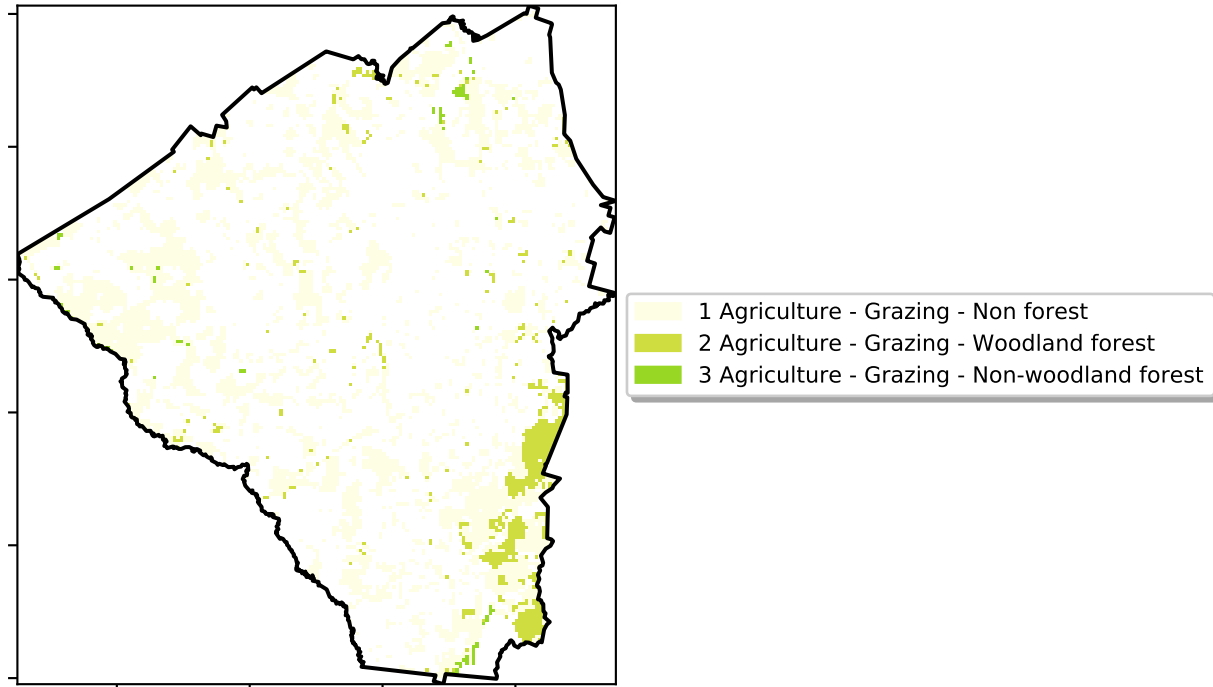 1 Agriculture - Grazing - Non forest
2 Agriculture - Grazing - Woodland forest
3 Agriculture - Grazing - Non-woodland forest